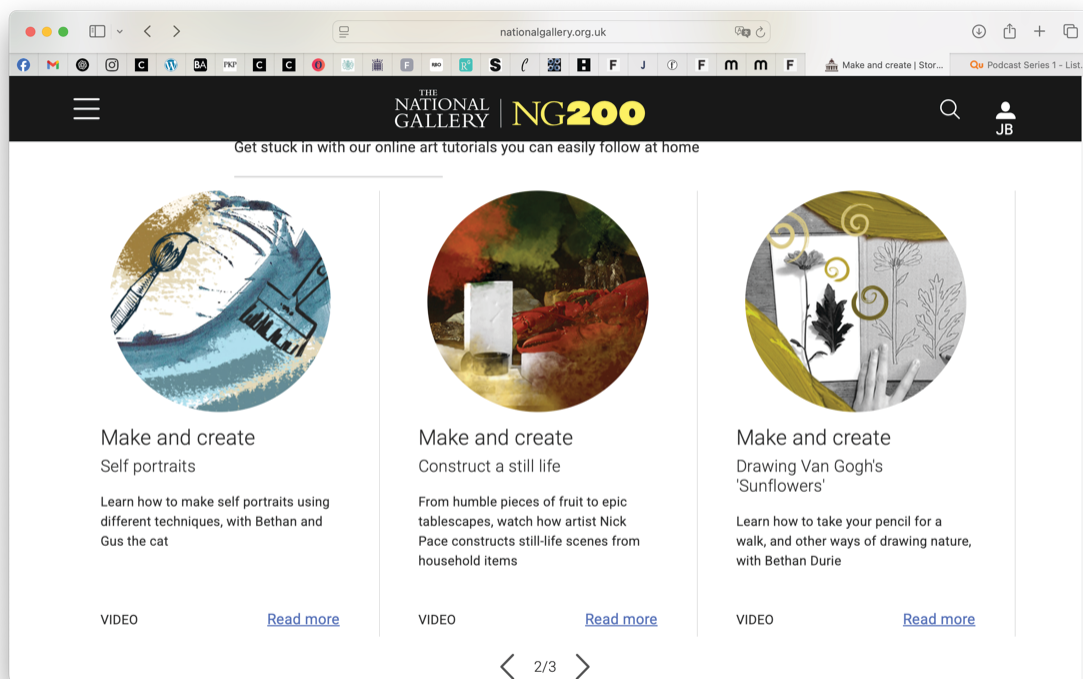 nationalgallery.org.uk
C
BA
PKP
C
C
F
RBO
R
S
F
J
F
m
m
F
Make and create | Stor...
Qu Podcast Series 1 - List.
THE
NATIONAL
GALLERY
NG200
JB
Get stuck in with our online art tutorials you can easily follow at home
Make and create
Self portraits
Learn how to make self portraits using
different techniques, with Bethan and
Gus the cat
VIDEO
Read more
Make and create
Construct a still life
From humble pieces of fruit to epic
tablescapes, watch how artist Nick
Pace constructs still-life scenes from
household items
VIDEO
Read more
Make and create
Drawing Van Gogh's
'Sunflowers'
Learn how to take your pencil for a
walk, and other ways of drawing nature,
with Bethan Durie
VIDEO
Read more
2/3